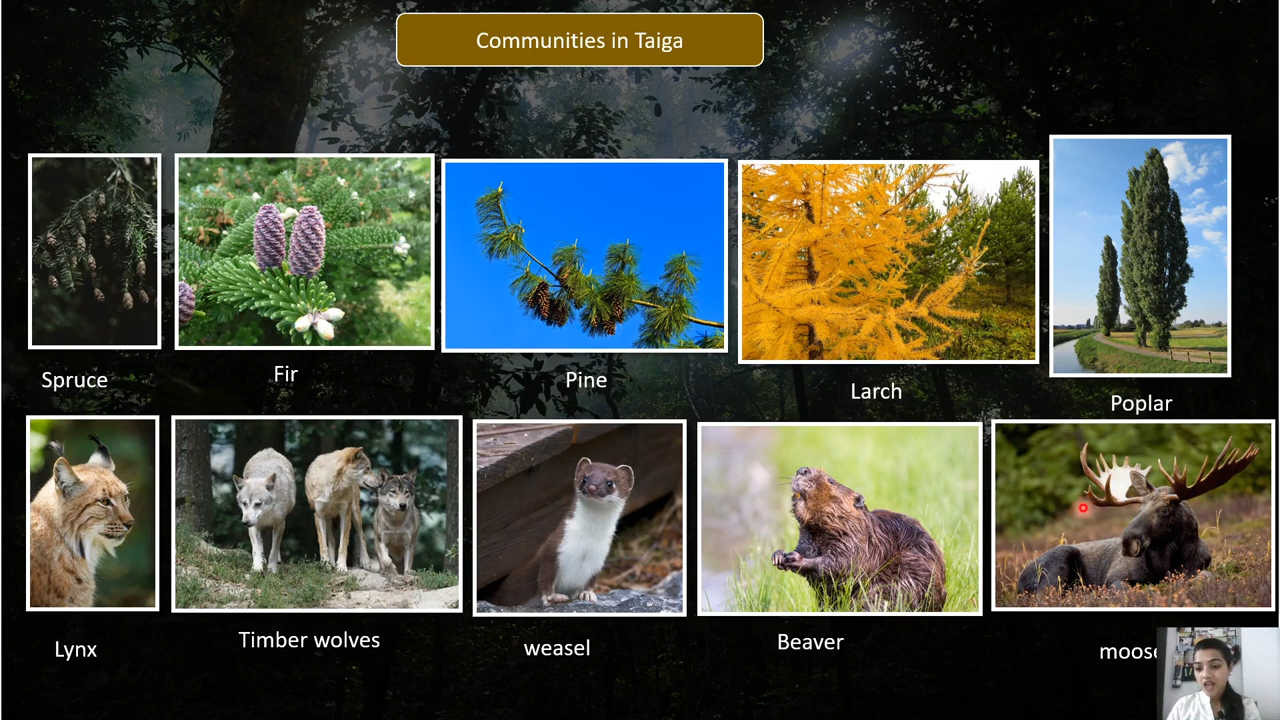 Communities in Taiga
Spruce
Fir
Pine
Larch
Poplar
Lynx
Timber wolves
weasel
Beaver
moose